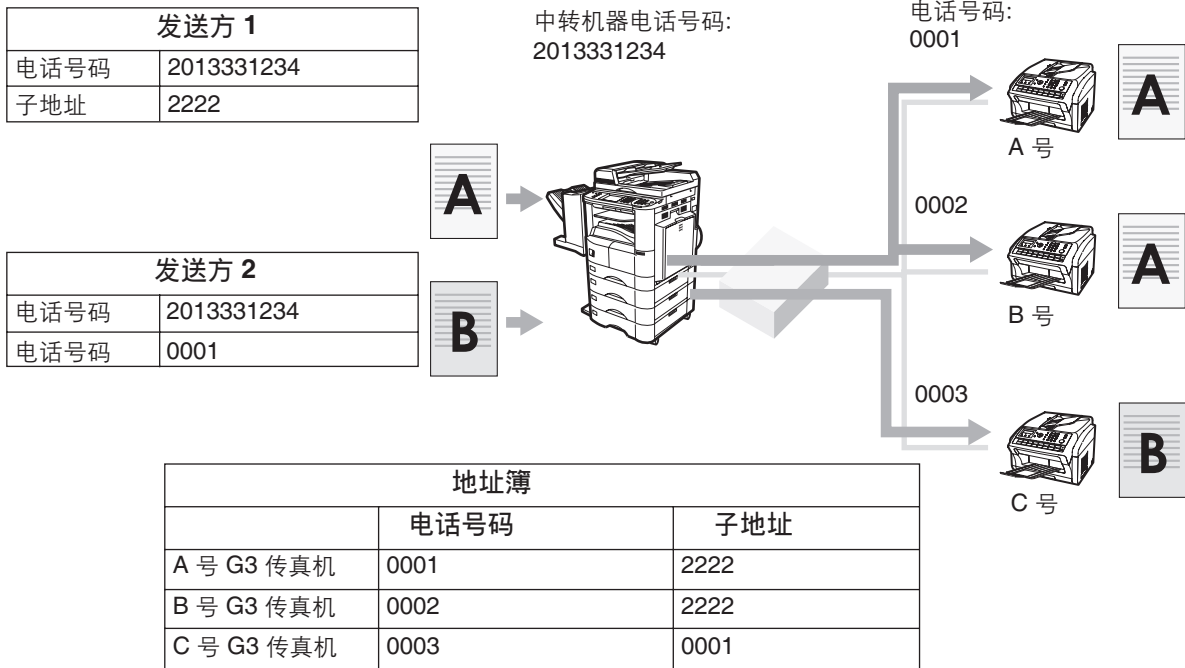 发送方 1
电话号码 2013331234
子地址 2222
中转机器电话号码:
2013331234
电话号码:
0001
A
A
A 号
发送方 2
电话号码 2013331234
电话号码 0001
B
0002
A
B 号
0003
B
C 号
地址簿
电话号码 子地址
A 号 G3 传真机 0001 2222
B 号 G3 传真机 0002 2222
C 号 G3 传真机 0003 0001